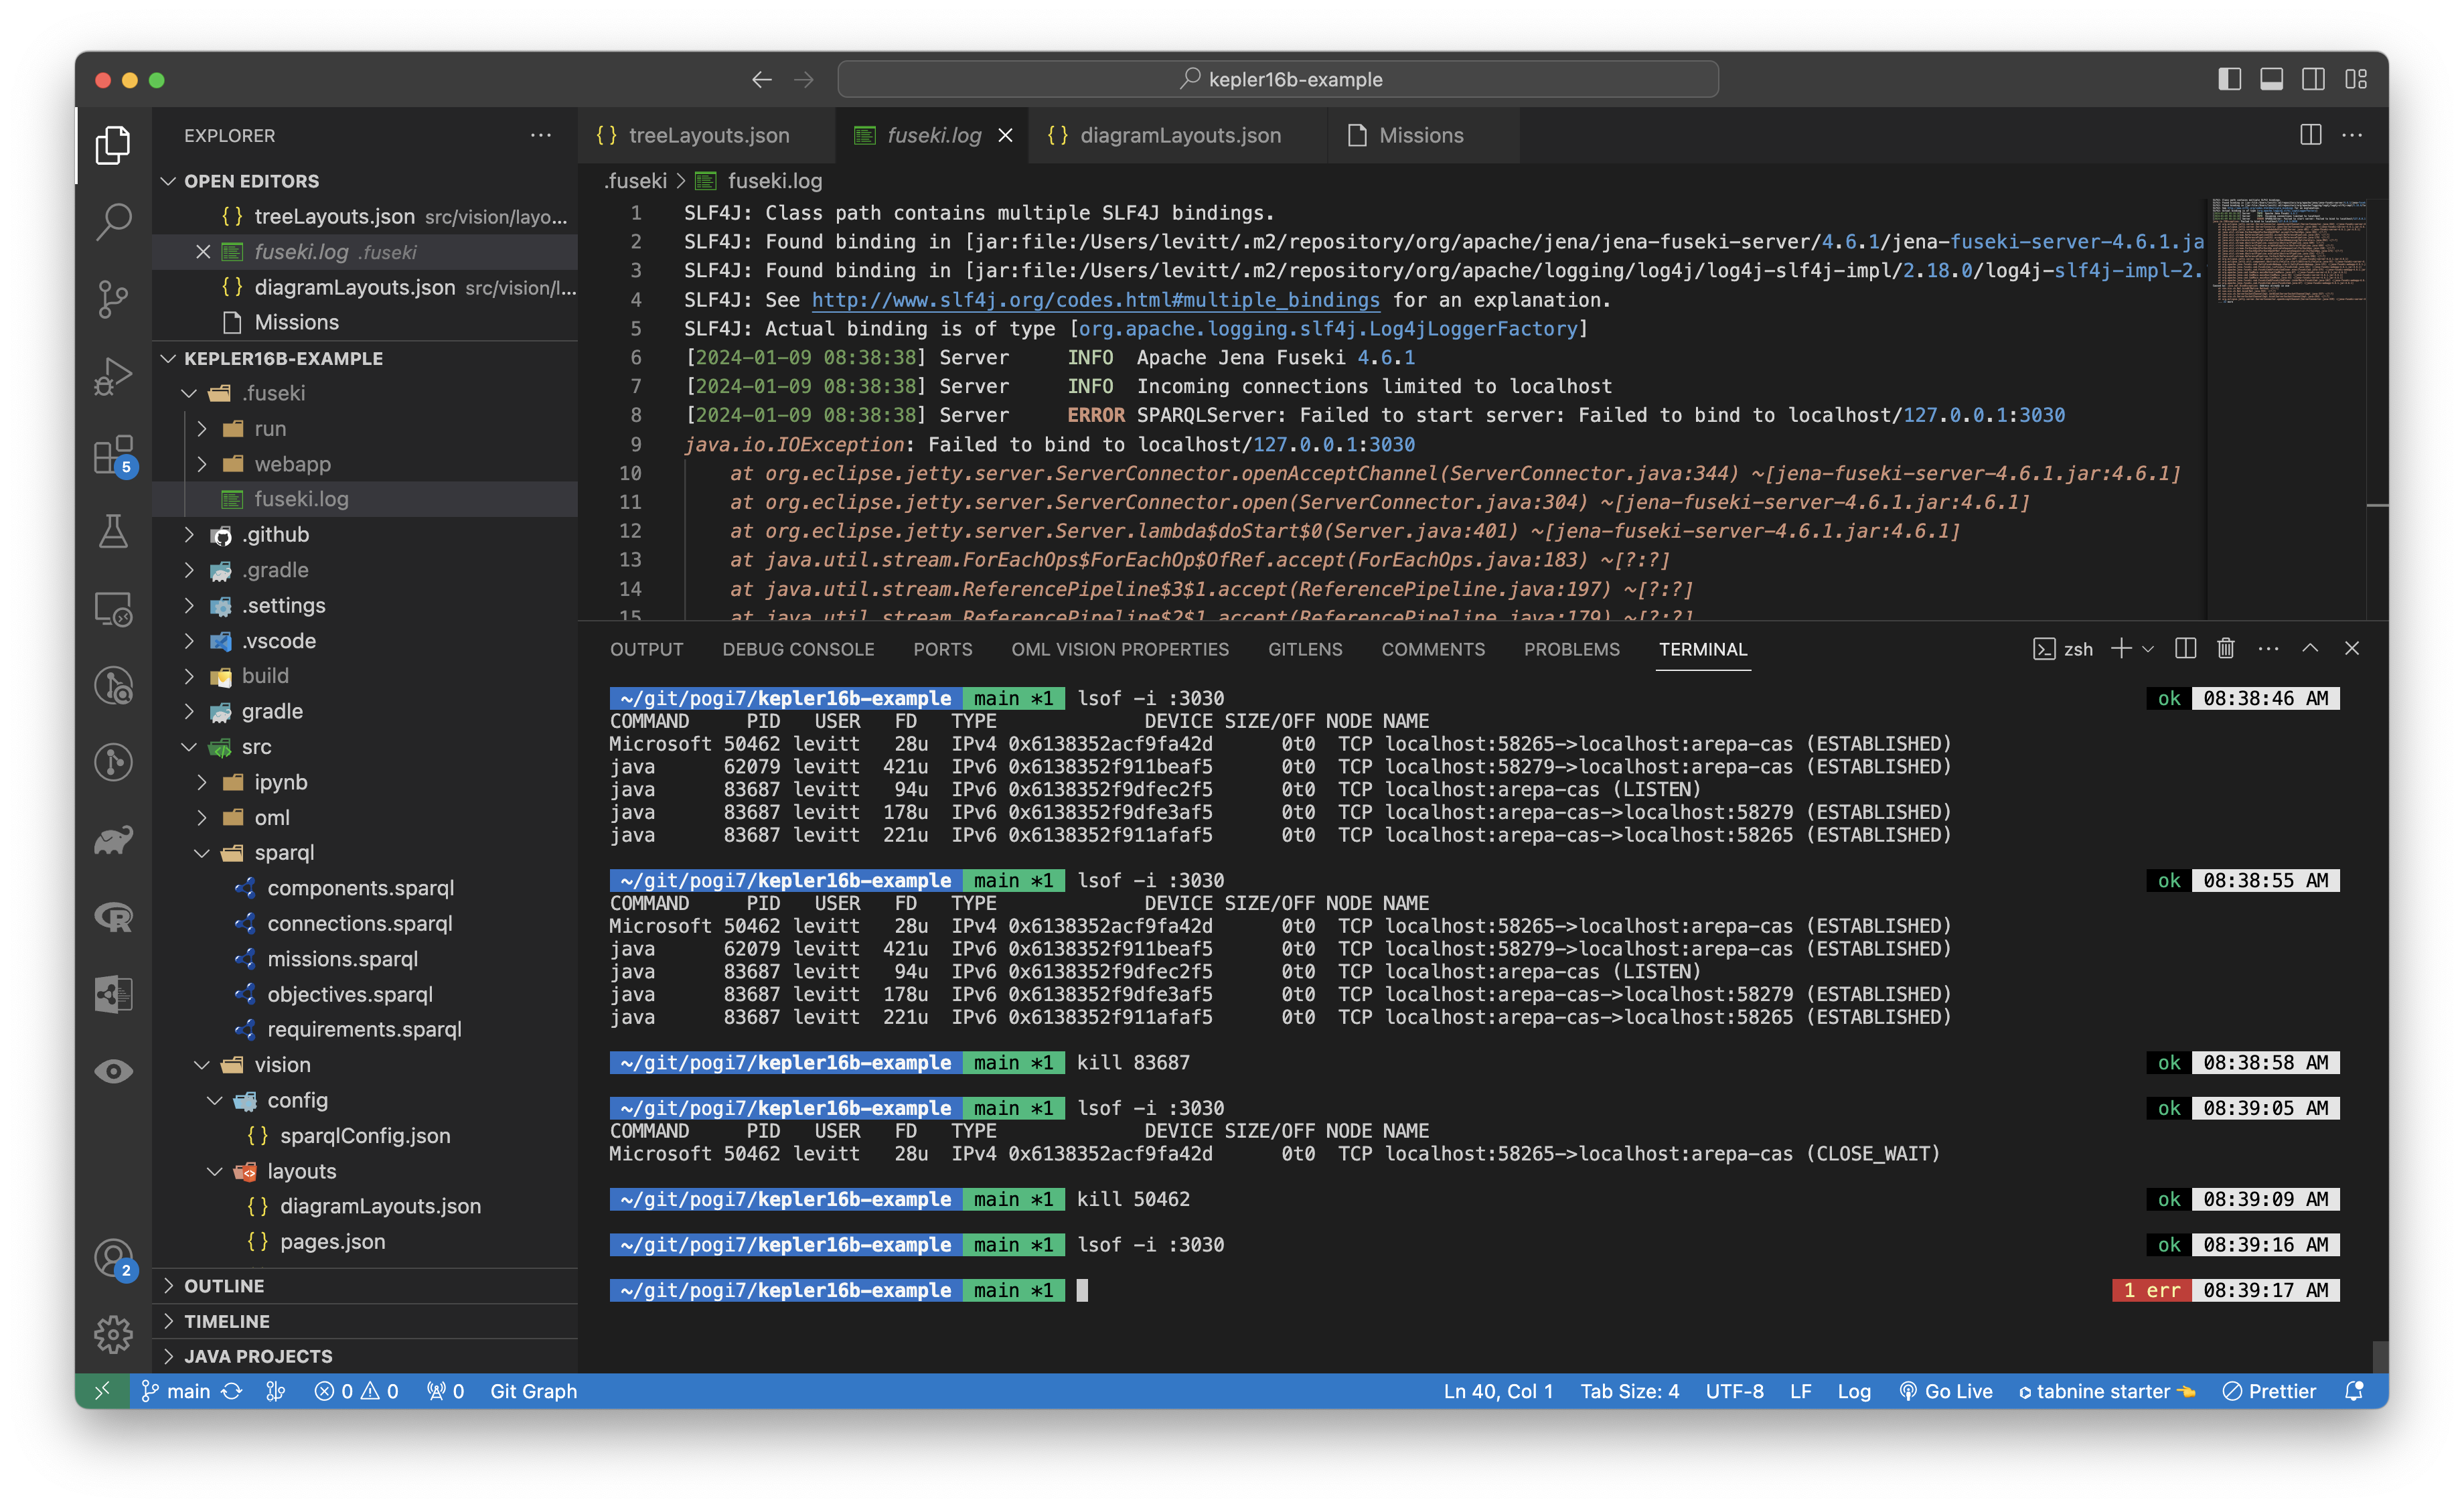 kepler16b-example
EXPLORER
OPEN EDITORS
treeLayouts.json src/vision/layo...
fuseki.log .fuseki
diagramLayouts.json src/vision/l...
Missions
KEPLER16B-EXAMPLE
.fuseki
run
webapp
fuseki.log
.github
.gradle
.settings
.vscode
build
gradle
src
ipynb
oml
sparql
components.sparql
connections.sparql
missions.sparql
objectives.sparql
requirements.sparql
vision
config
sparqlConfig.json
layouts
diagramLayouts.json
pages.json
OUTLINE
TIMELINE
JAVA PROJECTS
5
2
treeLayouts.json
fuseki.log
diagramLayouts.json
Missions
.fuseki > fuseki.log
1 SLF4J: Class path contains multiple SLF4J bindings.
2 SLF4J: Found binding in [jar:file:/Users/levitt/.m2/repository/org/apache/jena/jena-fuseki-server/4.6.1/jena-fuseki-server-4.6.1.ja
3 SLF4J: Found binding in [jar:file:/Users/levitt/.m2/repository/org/apache/logging/log4j/log4j-slf4j-impl/2.18.0/log4j-slf4j-impl-2.
4 SLF4J: See http://www.slf4j.org/codes.html#multiple_bindings for an explanation.
5 SLF4J: Actual binding is of type [org.apache.logging.slf4j.Log4jLoggerFactory]
6 [2024-01-09 08:38:38] Server INFO Apache Jena Fuseki 4.6.1
7 [2024-01-09 08:38:38] Server INFO Incoming connections limited to localhost
8 [2024-01-09 08:38:38] Server ERROR SPARQLServer: Failed to start server: Failed to bind to localhost/127.0.0.1:3030
9 java.io.IOException: Failed to bind to localhost/127.0.0.1:3030
10 at org.eclipse.jetty.server.ServerConnector.openAcceptChannel(ServerConnector.java:344) ~[jena-fuseki-server-4.6.1.jar:4.6.1]
11 at org.eclipse.jetty.server.ServerConnector.open(ServerConnector.java:304) ~[jena-fuseki-server-4.6.1.jar:4.6.1]
12 at org.eclipse.jetty.server.Server.lambda$doStart$0(Server.java:401) ~[jena-fuseki-server-4.6.1.jar:4.6.1]
13 at java.util.stream.ForEachOps$ForEachOp$OfRef.accept(ForEachOps.java:183) ~[?:?]
14 at java.util.stream.ReferencePipeline$3$1.accept(ReferencePipeline.java:197) ~[?:?]
15 at java.util.stream.ReferencePipeline$2$1.accept(ReferencePipeline.java:179) ~[?:?]
OUTPUT DEBUG CONSOLE PORTS OML VISION PROPERTIES GITLENS COMMENTS PROBLEMS TERMINAL zsh
~/git/pogi7/kepler16b-example main *1 lsof -i :3030 ok 08:38:46 AM
COMMAND PID USER FD TYPE DEVICE SIZE/OFF NODE NAME
Microsoft 50462 levitt 28u IPv4 0x6138352acf9fa42d 0t0 TCP localhost:58265->localhost:arepa-cas (ESTABLISHED)
java 62079 levitt 421u IPv6 0x6138352f911beaf5 0t0 TCP localhost:58279->localhost:arepa-cas (ESTABLISHED)
java 83687 levitt 94u IPv6 0x6138352f9dfec2f5 0t0 TCP localhost:arepa-cas (LISTEN)
java 83687 levitt 178u IPv6 0x6138352f9dfe3af5 0t0 TCP localhost:arepa-cas->localhost:58279 (ESTABLISHED)
java 83687 levitt 221u IPv6 0x6138352f911afaf5 0t0 TCP localhost:arepa-cas->localhost:58265 (ESTABLISHED)
~/git/pogi7/kepler16b-example main *1 lsof -i :3030 ok 08:38:55 AM
COMMAND PID USER FD TYPE DEVICE SIZE/OFF NODE NAME
Microsoft 50462 levitt 28u IPv4 0x6138352acf9fa42d 0t0 TCP localhost:58265->localhost:arepa-cas (ESTABLISHED)
java 62079 levitt 421u IPv6 0x6138352f911beaf5 0t0 TCP localhost:58279->localhost:arepa-cas (ESTABLISHED)
java 83687 levitt 94u IPv6 0x6138352f9dfec2f5 0t0 TCP localhost:arepa-cas (LISTEN)
java 83687 levitt 178u IPv6 0x6138352f9dfe3af5 0t0 TCP localhost:arepa-cas->localhost:58279 (ESTABLISHED)
java 83687 levitt 221u IPv6 0x6138352f911afaf5 0t0 TCP localhost:arepa-cas->localhost:58265 (ESTABLISHED)
~/git/pogi7/kepler16b-example main *1 kill 83687 ok 08:38:58 AM
~/git/pogi7/kepler16b-example main *1 lsof -i :3030 ok 08:39:05 AM
COMMAND PID USER FD TYPE DEVICE SIZE/OFF NODE NAME
Microsoft 50462 levitt 28u IPv4 0x6138352acf9fa42d 0t0 TCP localhost:58265->localhost:arepa-cas (CLOSE_WAIT)
~/git/pogi7/kepler16b-example main *1 kill 50462 ok 08:39:09 AM
~/git/pogi7/kepler16b-example main *1 lsof -i :3030 ok 08:39:16 AM
~/git/pogi7/kepler16b-example main *1 1 err 08:39:17 AM
main 0 0 0 Git Graph Ln 40, Col 1 Tab Size: 4 UTF-8 LF Log Go Live tabnine starter Prettier